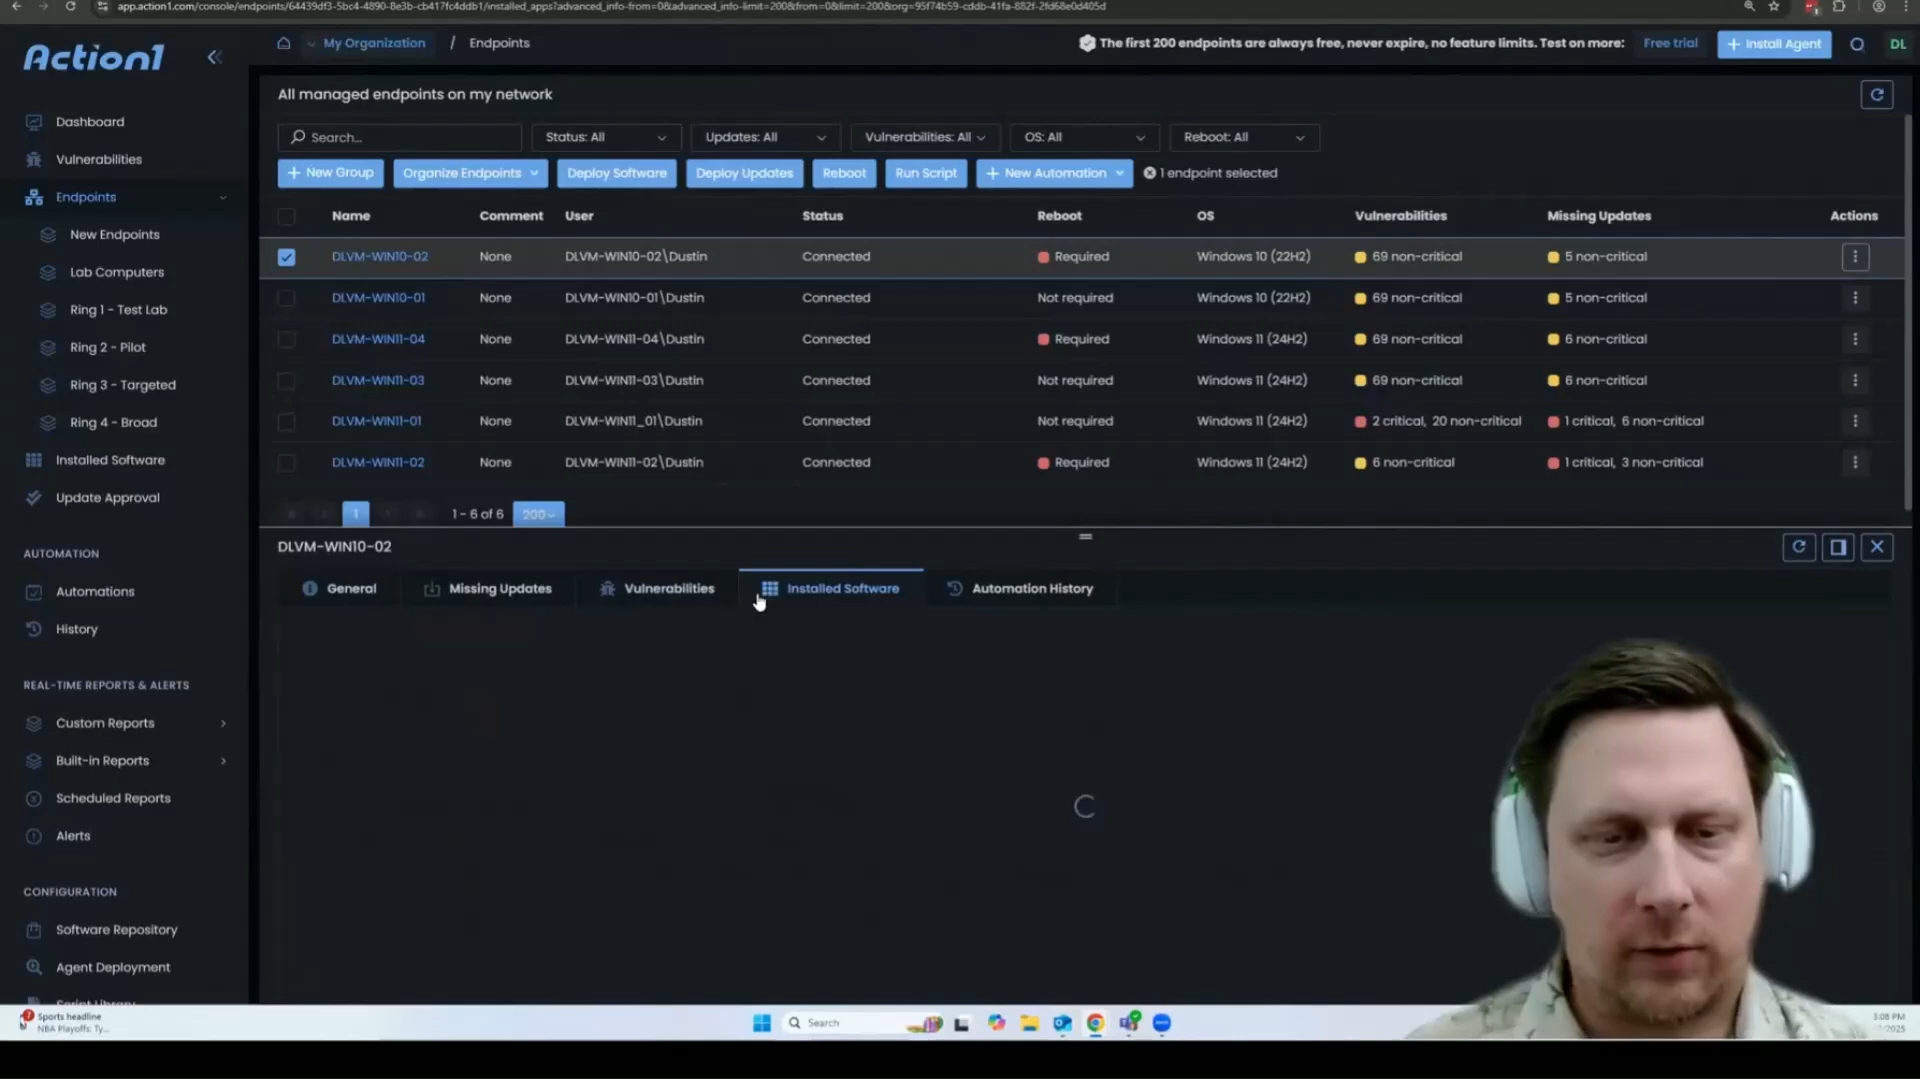 app.action1.com/console/endpoints/64439df3-5bc4-4890-8e3b-cb417fc4ddb1/installed_apps?advanced_info-from=0&advanced_info-limit=200&from=0&limit=200&org=95f74b59-cddb-41fa-882f-2fd68e0d405d
Action1
My Organization / Endpoints
The first 200 endpoints are always free, never expire, no feature limits. Test on more:
Free trial
+ Install Agent
DL
Dashboard
Vulnerabilities
Endpoints
New Endpoints
Lab Computers
Ring 1 - Test Lab
Ring 2 - Pilot
Ring 3 - Targeted
Ring 4 - Broad
Installed Software
Update Approval
AUTOMATION
Automations
History
REAL-TIME REPORTS & ALERTS
Custom Reports
Built-in Reports
Scheduled Reports
Alerts
CONFIGURATION
Software Repository
Agent Deployment
Script Library
All managed endpoints on my network
Search... Status: All Updates: All Vulnerabilities: All OS: All Reboot: All
+ New Group Organize Endpoints Deploy Software Deploy Updates Reboot Run Script + New Automation 1 endpoint selected
Name Comment User Status Reboot OS Vulnerabilities Missing Updates Actions
DLVM-WIN10-02 None DLVM-WIN10-02\Dustin Connected Required Windows 10 (22H2) 69 non-critical 5 non-critical
DLVM-WIN10-01 None DLVM-WIN10-01\Dustin Connected Not required Windows 10 (22H2) 69 non-critical 5 non-critical
DLVM-WIN11-04 None DLVM-WIN11-04\Dustin Connected Required Windows 11 (24H2) 69 non-critical 6 non-critical
DLVM-WIN11-03 None DLVM-WIN11-03\Dustin Connected Not required Windows 11 (24H2) 69 non-critical 6 non-critical
DLVM-WIN11-01 None DLVM-WIN11_01\Dustin Connected Not required Windows 11 (24H2) 2 critical, 20 non-critical 1 critical, 6 non-critical
DLVM-WIN11-02 None DLVM-WIN11-02\Dustin Connected Required Windows 11 (24H2) 6 non-critical 1 critical, 3 non-critical
1 1 - 6 of 6 200
DLVM-WIN10-02
General Missing Updates Vulnerabilities Installed Software Automation History
Sports headline
NBA Playoffs: Ty...
Search
3:08 PM
/2025